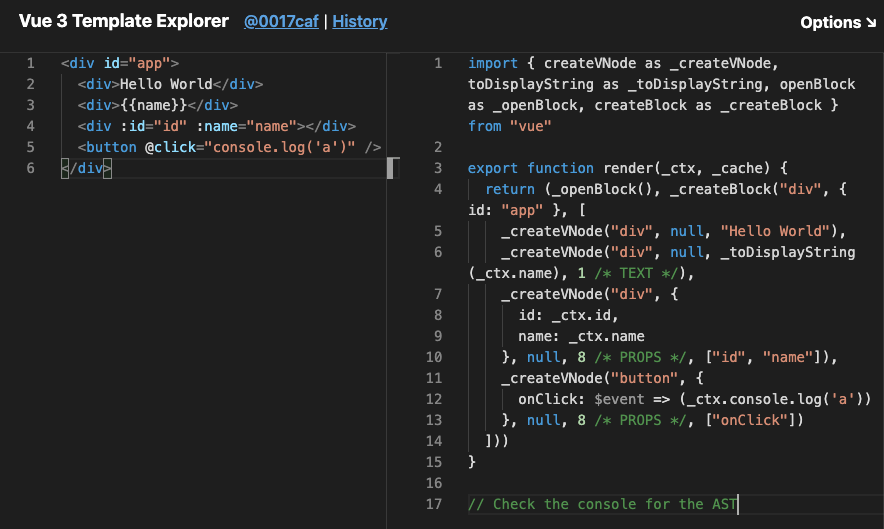 Vue 3 Template Explorer @0017caf | History
Options ↘
1 <div id="app">
2 <div>Hello World</div>
3 <div>{{name}}</div>
4 <div :id="id" :name="name"></div>
5 <button @click="console.log('a')" />
6 </div>
1 import { createVNode as _createVNode,
toDisplayString as _toDisplayString, openBlock
as _openBlock, createBlock as _createBlock }
from "vue"
2
3 export function render(_ctx, _cache) {
4 return (_openBlock(), _createBlock("div", {
id: "app" }, [
5 _createVNode("div", null, "Hello World"),
6 _createVNode("div", null, _toDisplayString
(_ctx.name), 1 /* TEXT */),
7 _createVNode("div", {
8 id: _ctx.id,
9 name: _ctx.name
10 }, null, 8 /* PROPS */, ["id", "name"]),
11 _createVNode("button", {
12 onClick: $event => (_ctx.console.log('a'))
13 }, null, 8 /* PROPS */, ["onClick"])
14 ]))
15 }
16
17 // Check the console for the AST